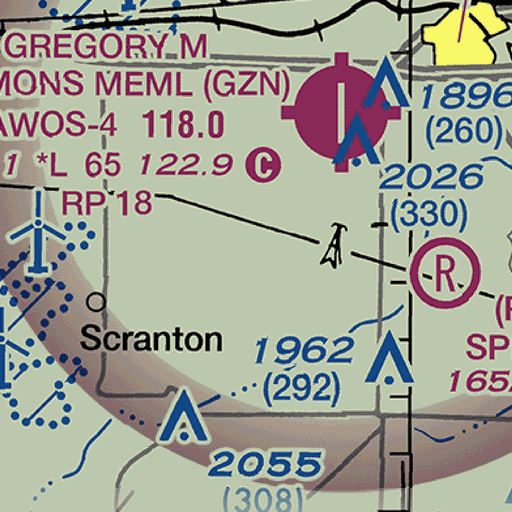 GREGORY M
MONS MEML (GZN)
AWOS-4 118.0
1 *L 65 122.9 C
RP 18
1896
(260)
2026
(330)
R
Scranton
1962
(292)
SP
165
2055
(308)